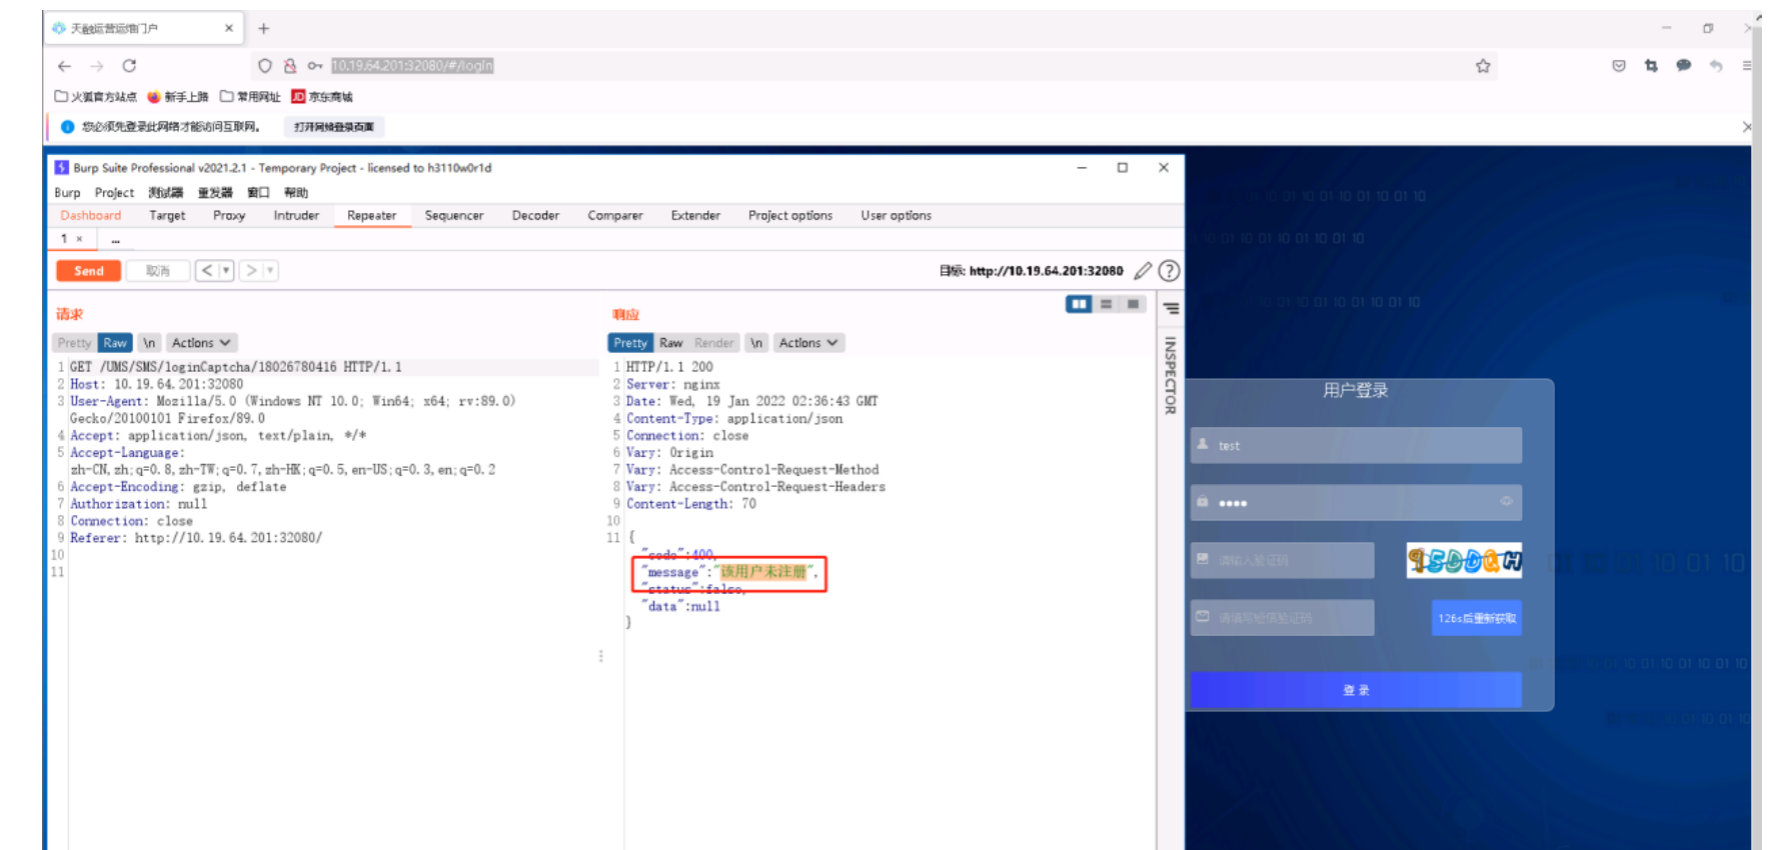 天融运营运维门户
10.19.64.201:32080/#/login
火狐官方站点 新手上路 常用网址 JD 京东商城
您必须先登录此网络才能访问互联网。 打开网络登录页面
Burp Suite Professional v2021.2.1 - Temporary Project - licensed to h3110w0r1d
Burp Project 测试器 重发器 窗口 帮助
Dashboard Target Proxy Intruder Repeater Sequencer Decoder Comparer Extender Project options User options
1 × ...
Send 取消 < > 目标: http://10.19.64.201:32080
请求
Pretty Raw \n Actions
1 GET /UMS/SMS/loginCaptcha/18026780416 HTTP/1.1
2 Host: 10.19.64.201:32080
3 User-Agent: Mozilla/5.0 (Windows NT 10.0; Win64; x64; rv:89.0)
Gecko/20100101 Firefox/89.0
4 Accept: application/json, text/plain, */*
5 Accept-Language:
zh-CN,zh;q=0.8,zh-TW;q=0.7,zh-HK;q=0.5,en-US;q=0.3,en;q=0.2
6 Accept-Encoding: gzip, deflate
7 Authorization: null
8 Connection: close
9 Referer: http://10.19.64.201:32080/
10
11
响应
Pretty Raw Render \n Actions
1 HTTP/1.1 200
2 Server: nginx
3 Date: Wed, 19 Jan 2022 02:36:43 GMT
4 Content-Type: application/json
5 Connection: close
6 Vary: Origin
7 Vary: Access-Control-Request-Method
8 Vary: Access-Control-Request-Headers
9 Content-Length: 70
10
11 {
"code":400,
"message":"该用户未注册",
"status":false,
"data":null
}
INSPECTOR
用户登录
test
请输入验证码
请填写短信验证码 126s后重新获取
登 录